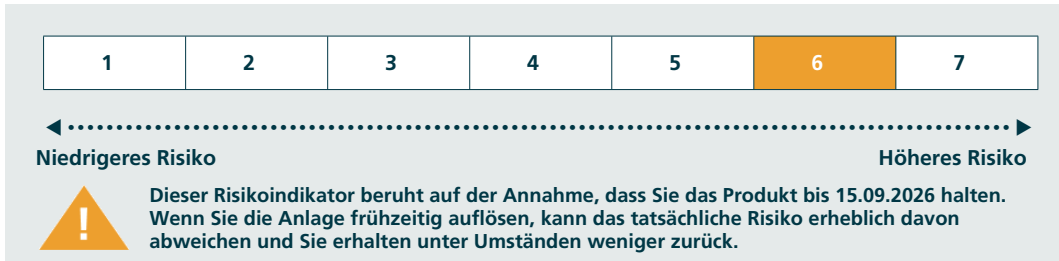 1 2 3 4 5 6 7
Niedrigeres Risiko Höheres Risiko
Dieser Risikoindikator beruht auf der Annahme, dass Sie das Produkt bis 15.09.2026 halten.
Wenn Sie die Anlage frühzeitig auflösen, kann das tatsächliche Risiko erheblich davon
abweichen und Sie erhalten unter Umständen weniger zurück.
!